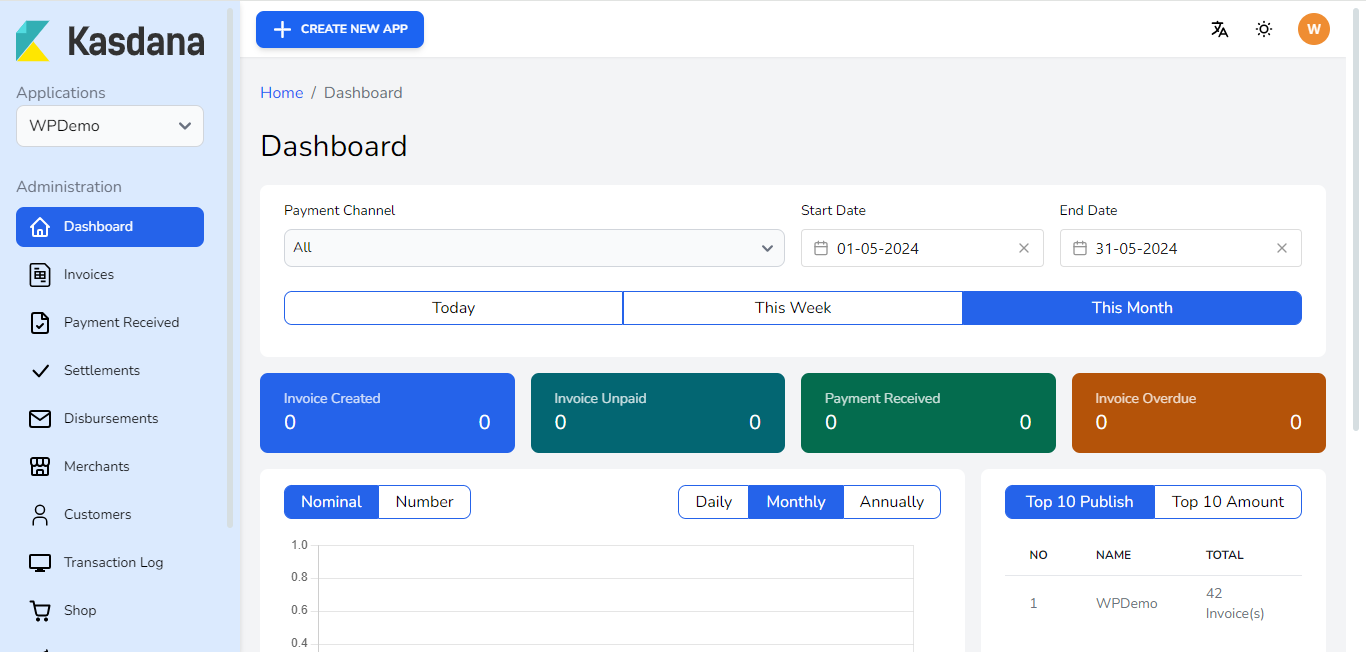 Kasdana
Applications
WPDemo
Administration
Dashboard
Invoices
Payment Received
Settlements
Disbursements
Merchants
Customers
Transaction Log
Shop
CREATE NEW APP
W
Home / Dashboard
Dashboard
Payment Channel
All
Start Date
01-05-2024
End Date
31-05-2024
Today This Week This Month
Invoice Created
0 0
Invoice Unpaid
0 0
Payment Received
0 0
Invoice Overdue
0 0
Nominal Number
Daily Monthly Annually
1.0
0.8
0.6
0.4
Top 10 Publish Top 10 Amount
NO NAME TOTAL
1 WPDemo 42
Invoice(s)